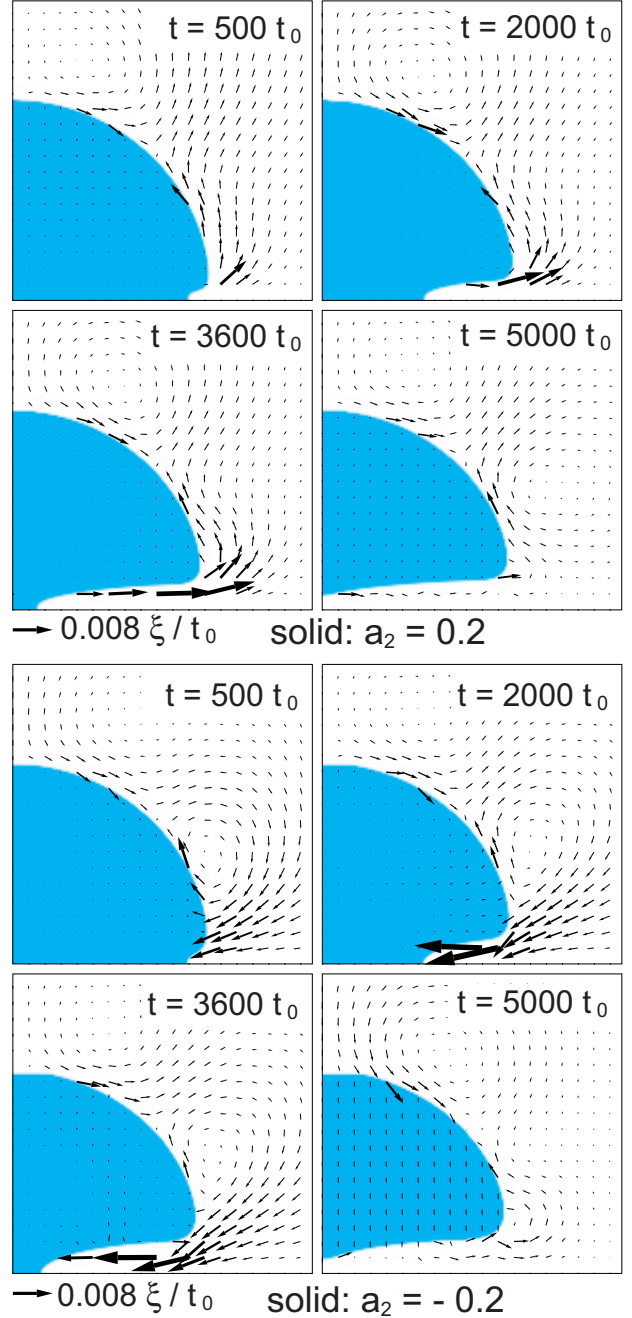 t = 500 t₀ t = 2000 t₀
t = 3600 t₀ t = 5000 t₀
0.008 ξ / t₀ solid: a₂ = 0.2
t = 500 t₀ t = 2000 t₀
t = 3600 t₀ t = 5000 t₀
0.008 ξ / t₀ solid: a₂ = - 0.2